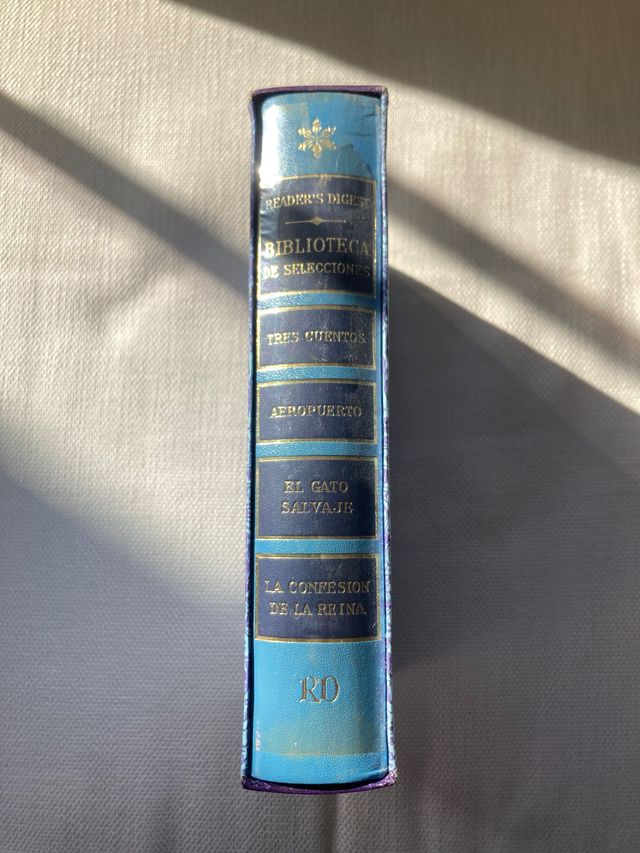 READER'S DIGEST
BIBLIOTECA
DE SELECCIONES
TRES CUENTOS
AEROPUERTO
EL GATO
SALVAJE
LA CONFESION
DE LA REINA
RD